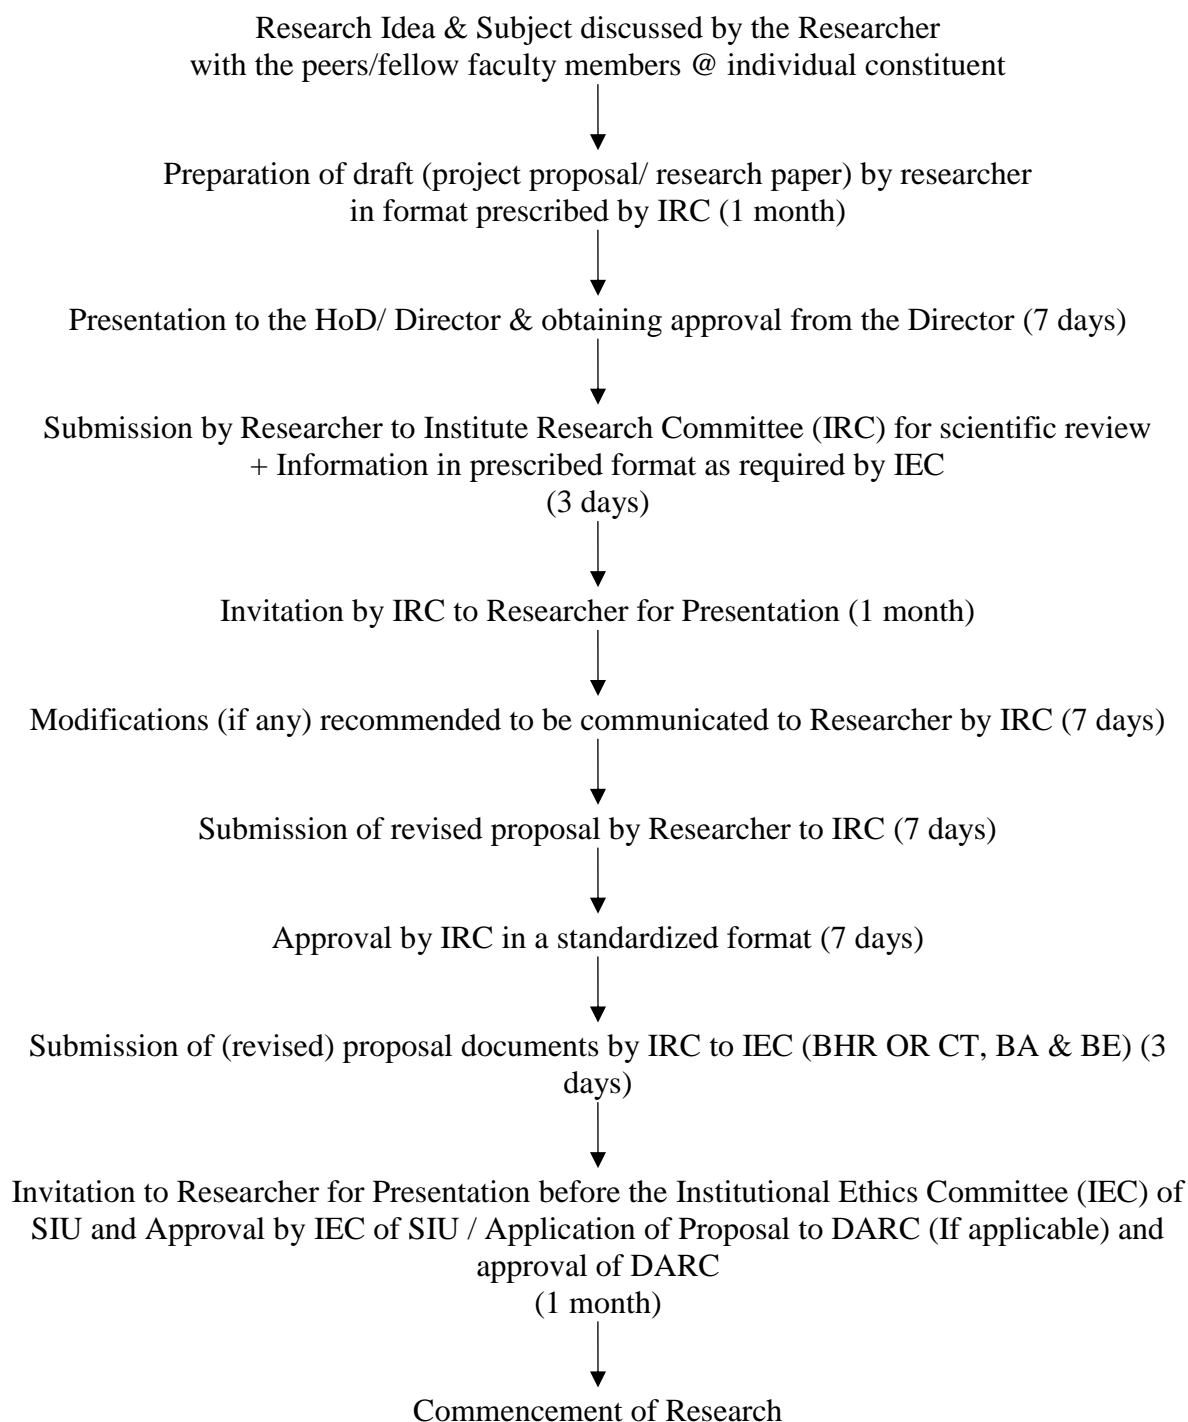 Research Idea & Subject discussed by the Researcher
with the peers/fellow faculty members @ individual constituent
Preparation of draft (project proposal/ research paper) by researcher
in format prescribed by IRC (1 month)
Presentation to the HoD/ Director & obtaining approval from the Director (7 days)
Submission by Researcher to Institute Research Committee (IRC) for scientific review
+ Information in prescribed format as required by IEC
(3 days)
Invitation by IRC to Researcher for Presentation (1 month)
Modifications (if any) recommended to be communicated to Researcher by IRC (7 days)
Submission of revised proposal by Researcher to IRC (7 days)
Approval by IRC in a standardized format (7 days)
Submission of (revised) proposal documents by IRC to IEC (BHR OR CT, BA & BE) (3
days)
Invitation to Researcher for Presentation before the Institutional Ethics Committee (IEC) of
SIU and Approval by IEC of SIU / Application of Proposal to DARC (If applicable) and
approval of DARC
(1 month)
Commencement of Research